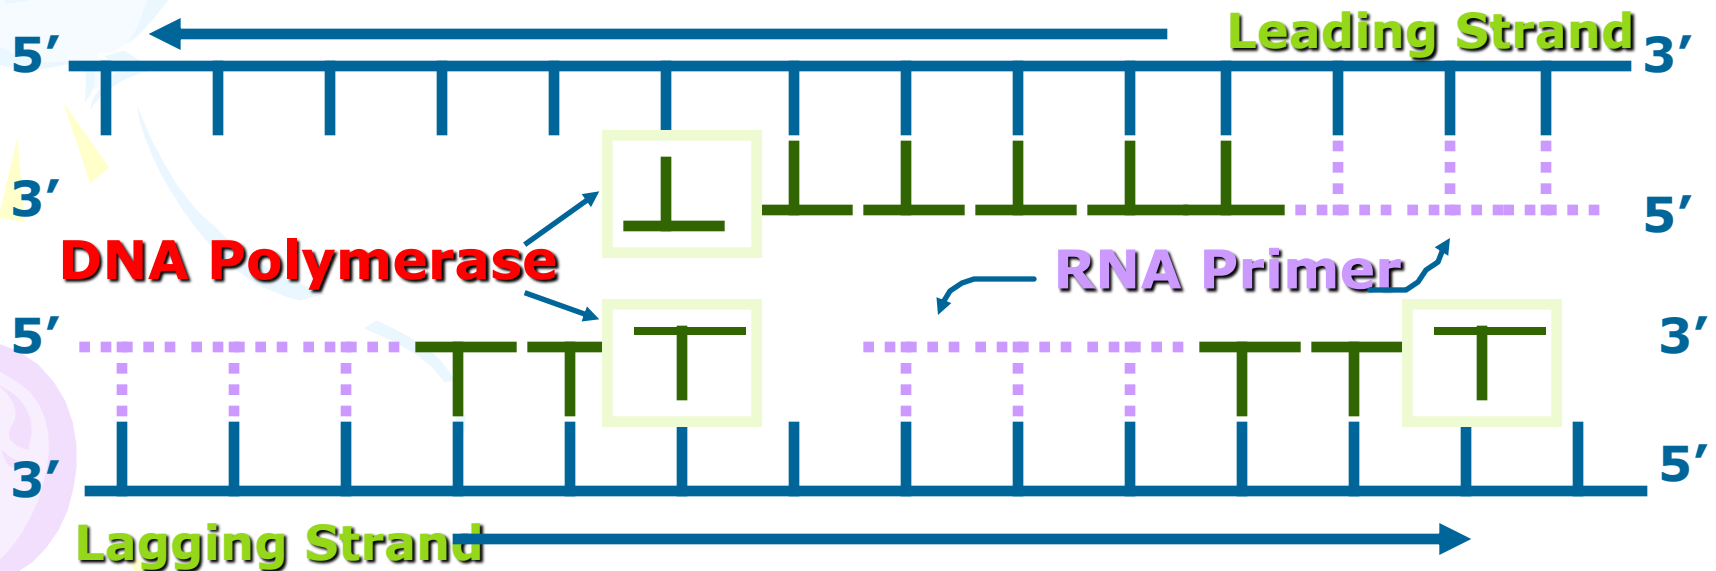 Leading Strand
5′ 3′
3′ 5′
DNA Polymerase RNA Primer
5′ 3′
3′ 5′
Lagging Strand